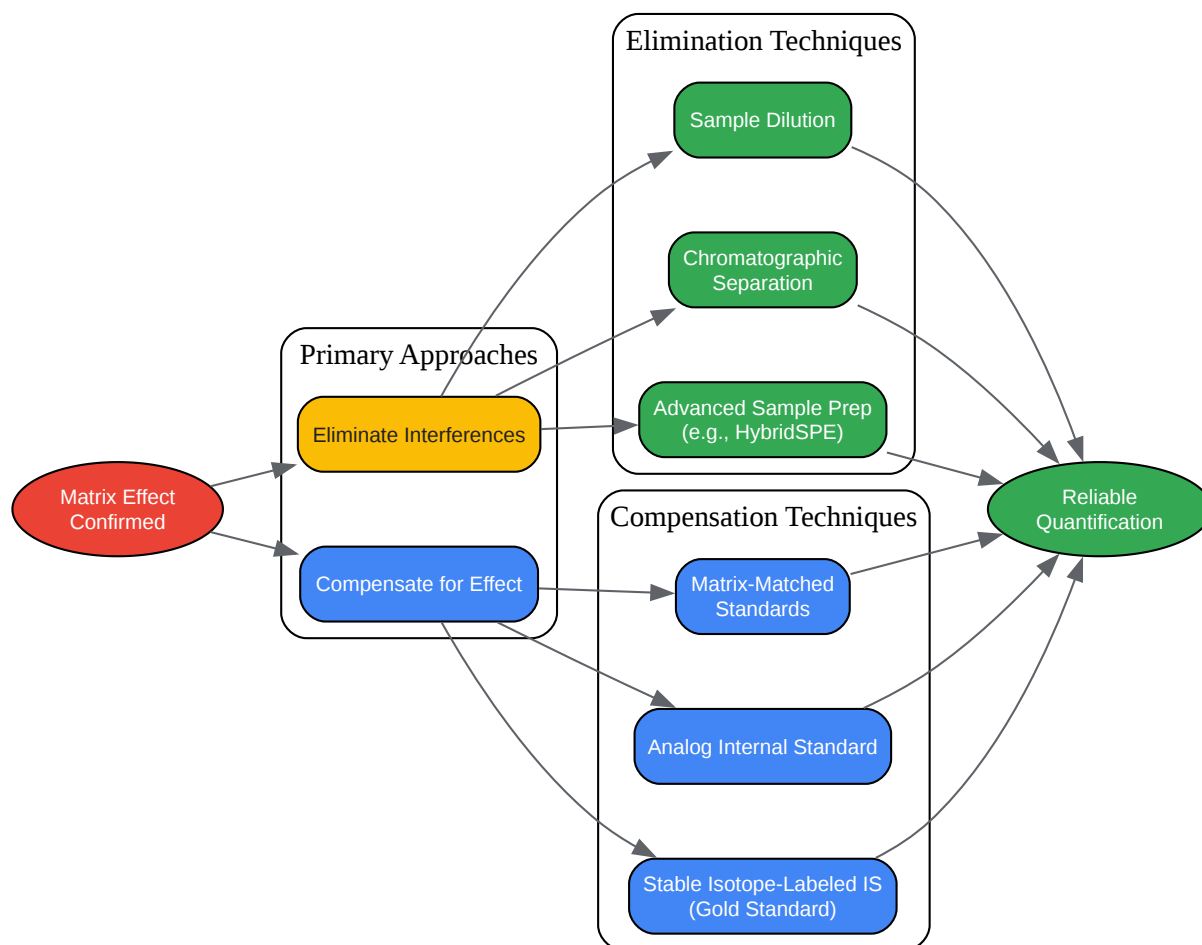 Elimination Techniques
Sample Dilution
Chromatographic
Separation
Advanced Sample Prep
(e.g., HybridSPE)
Primary Approaches
Eliminate Interferences
Compensate for Effect
Matrix Effect
Confirmed
Compensation Techniques
Matrix-Matched
Standards
Analog Internal Standard
Stable Isotope-Labeled IS
(Gold Standard)
Reliable
Quantification